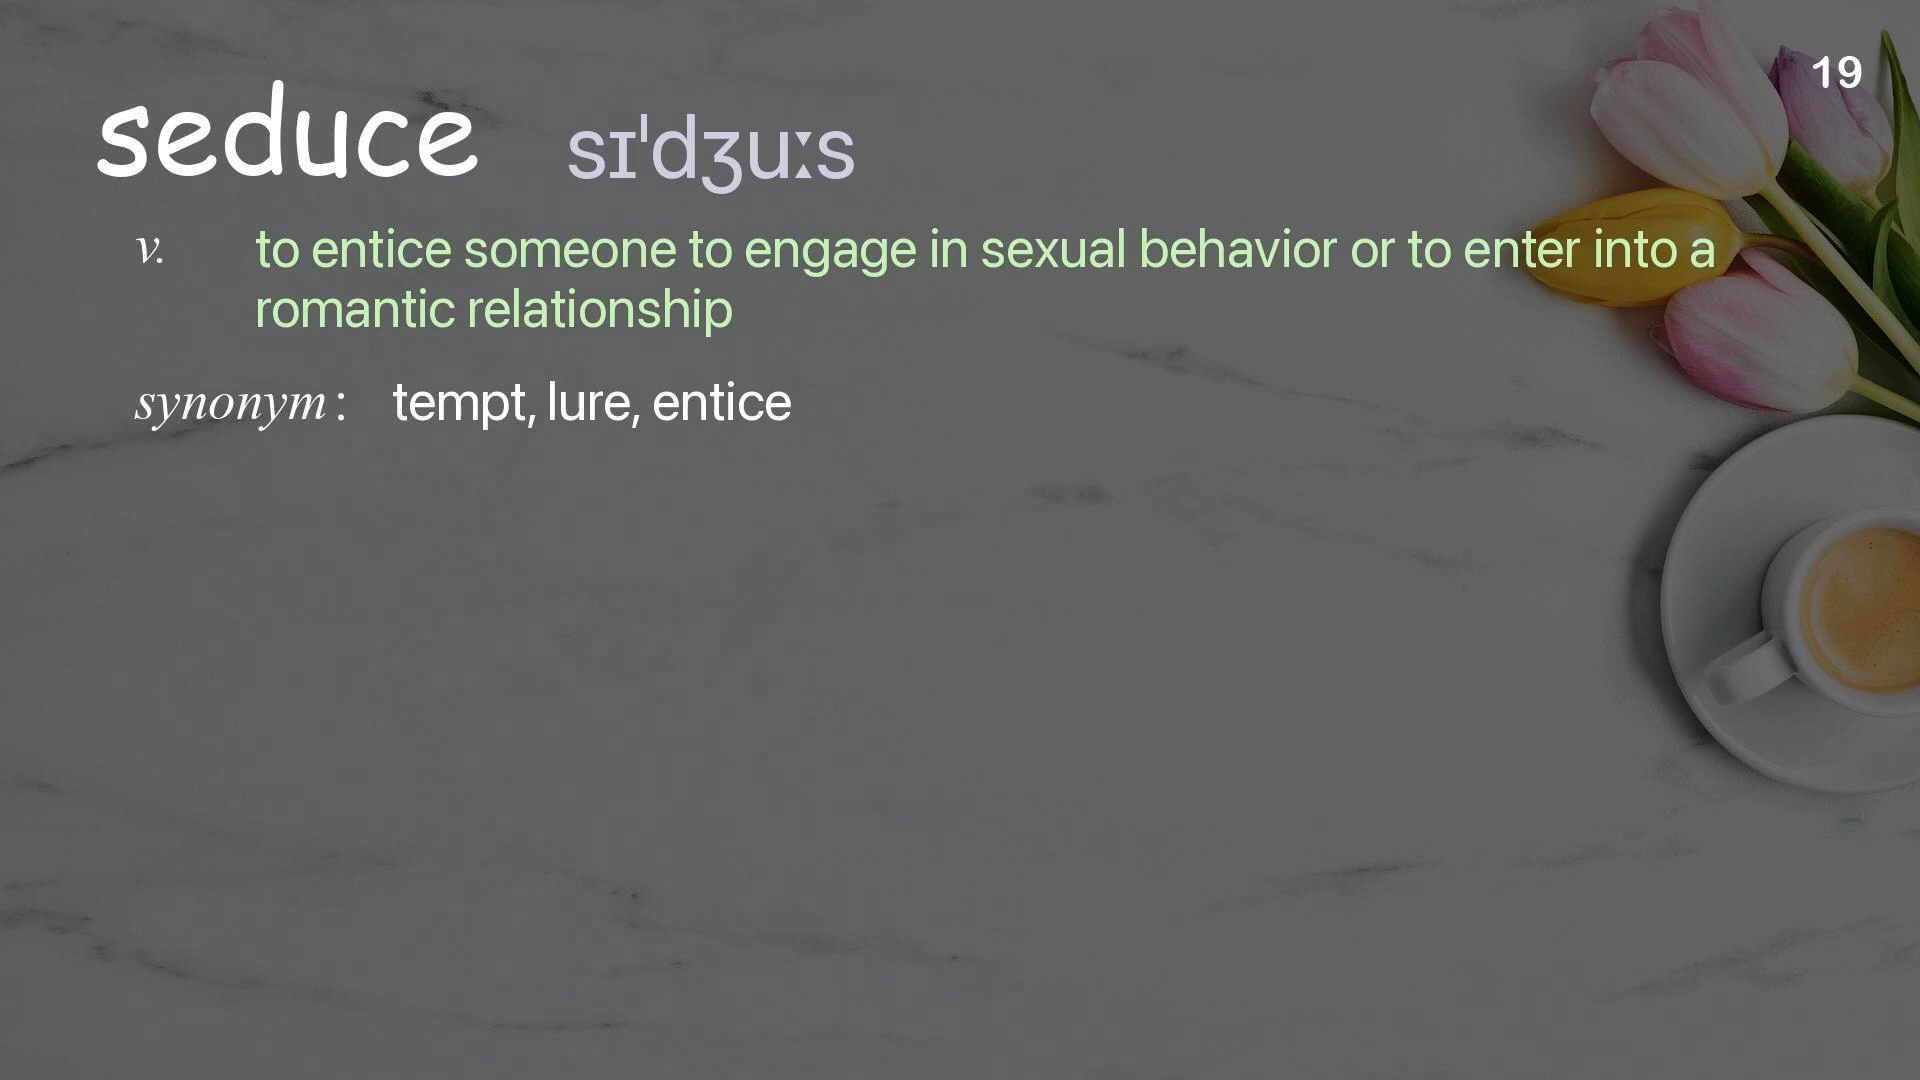 19
seduce sɪˈdʒuːs
v. to entice someone to engage in sexual behavior or to enter into a
romantic relationship
synonym : tempt, lure, entice